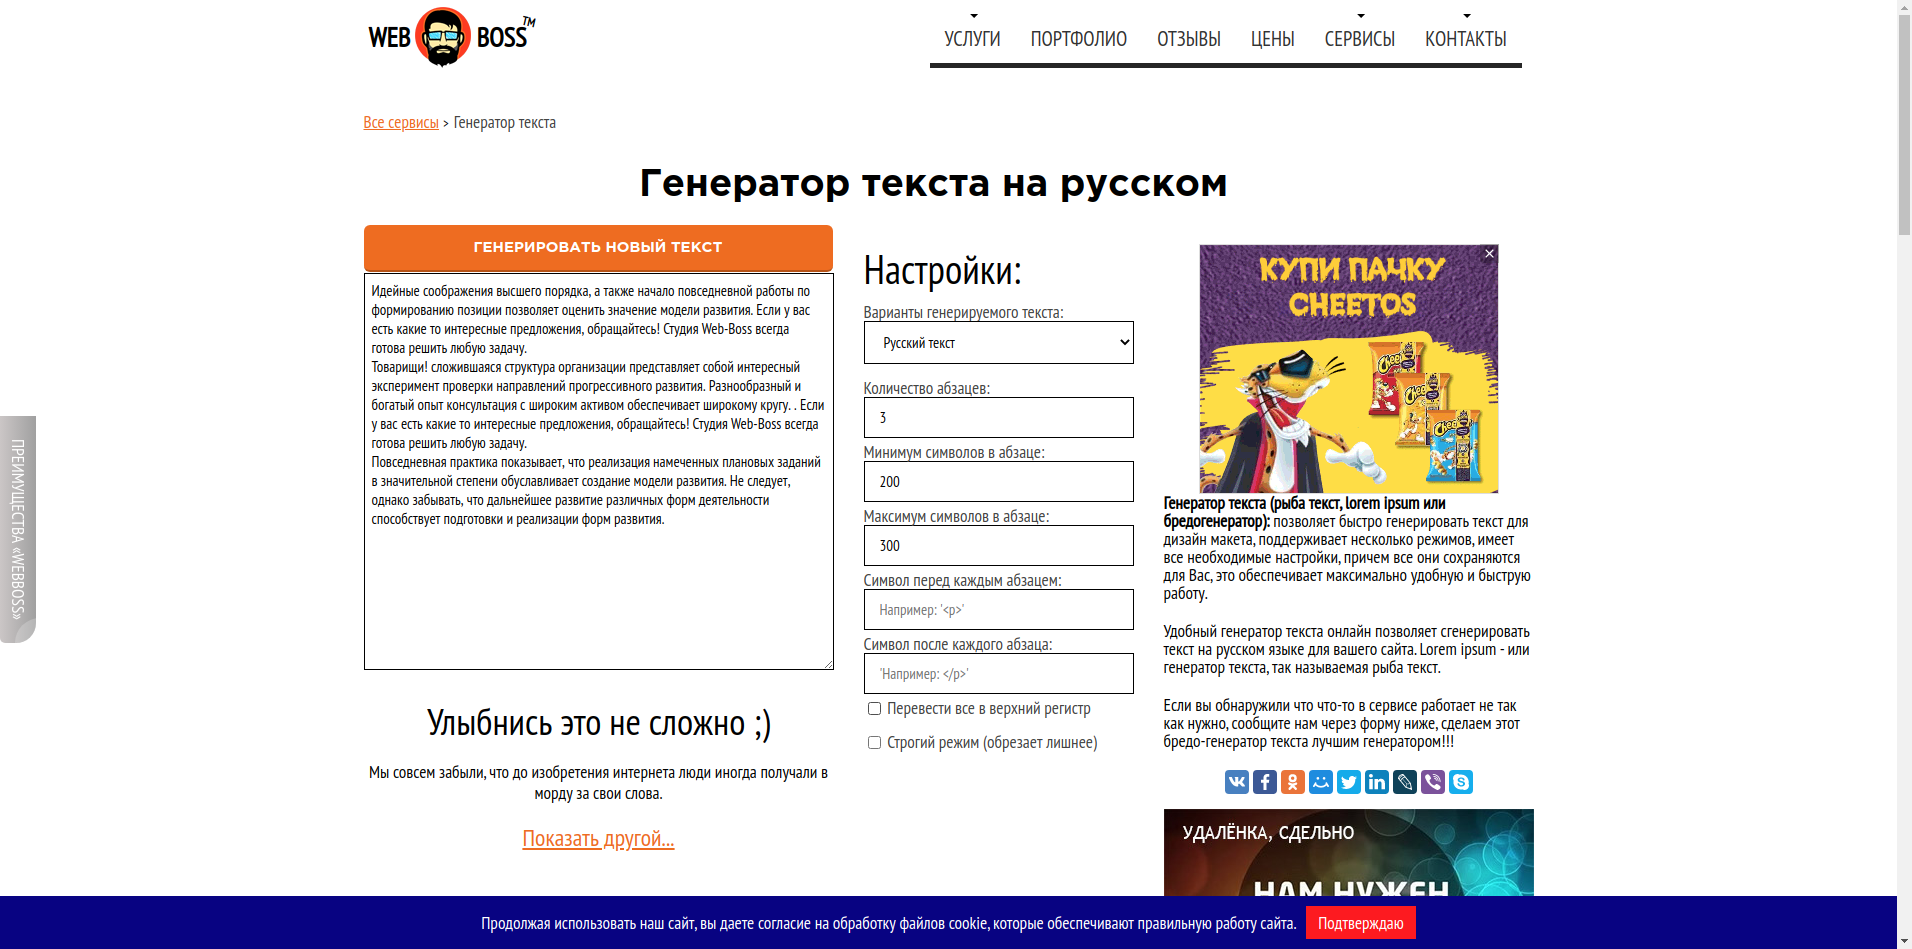 WEB BOSS™
УСЛУГИ ПОРТФОЛИО ОТЗЫВЫ ЦЕНЫ СЕРВИСЫ КОНТАКТЫ
Все сервисы > Генератор текста
Генератор текста на русском
ГЕНЕРИРОВАТЬ НОВЫЙ ТЕКСТ
Идейные соображения высшего порядка, а также начало повседневной работы по
формированию позиции позволяет оценить значение модели развития. Если у вас
есть какие то интересные предложения, обращайтесь! Студия Web-Boss всегда
готова решить любую задачу.
Товарищи! сложившаяся структура организации представляет собой интересный
эксперимент проверки направлений прогрессивного развития. Разнообразный и
богатый опыт консультация с широким активом обеспечивает широкому кругу. . Если
у вас есть какие то интересные предложения, обращайтесь! Студия Web-Boss всегда
готова решить любую задачу.
Повседневная практика показывает, что реализация намеченных плановых заданий
в значительной степени обуславливает создание модели развития. Не следует,
однако забывать, что дальнейшее развитие различных форм деятельности
способствует подготовки и реализации форм развития.
Улыбнись это не сложно ;)
Мы совсем забыли, что до изобретения интернета люди иногда получали в
морду за свои слова.
Показать другой...
Настройки:
Варианты генерируемого текста:
Русский текст
Количество абзацев:
3
Минимум символов в абзаце:
200
Максимум символов в абзаце:
300
Символ перед каждым абзацем:
Например: '<p>'
Символ после каждого абзаца:
'Например: </p>'
Перевести все в верхний регистр
Строгий режим (обрезает лишнее)
КУПИ ПАЧКУ
CHEETOS
Генератор текста (рыба текст, lorem ipsum или
бредогенератор): позволяет быстро генерировать текст для
дизайн макета, поддерживает несколько режимов, имеет
все необходимые настройки, причем все они сохраняются
для Вас, это обеспечивает максимально удобную и быструю
работу.
Удобный генератор текста онлайн позволяет сгенерировать
текст на русском языке для вашего сайта. Lorem ipsum - или
генератор текста, так называемая рыба текст.
Если вы обнаружили что что-то в сервисе работает не так
как нужно, сообщите нам через форму ниже, сделаем этот
бредо-генератор текста лучшим генератором!!!
УДАЛЁНКА, СДЕЛЬНО
НАМ НУЖЕН
ПРЕИМУЩЕСТВА «WEBBOSS»
Продолжая использовать наш сайт, вы даете согласие на обработку файлов cookie, которые обеспечивают правильную работу сайта. Подтверждаю